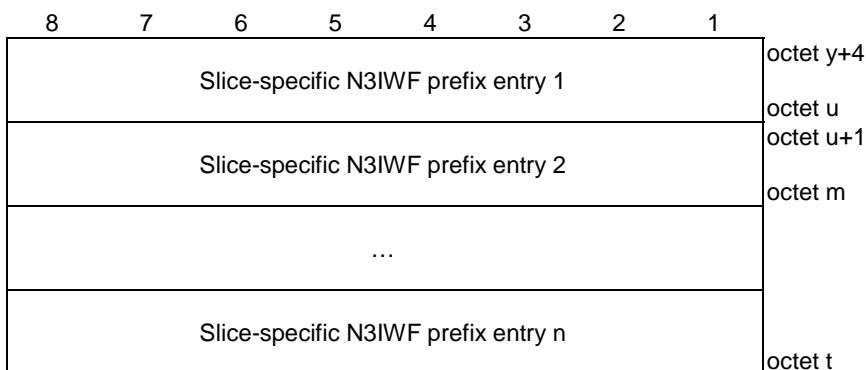 8 7 6 5 4 3 2 1
octet y+4
Slice-specific N3IWF prefix entry 1
octet u
octet u+1
Slice-specific N3IWF prefix entry 2
octet m
…
Slice-specific N3IWF prefix entry n
octet t